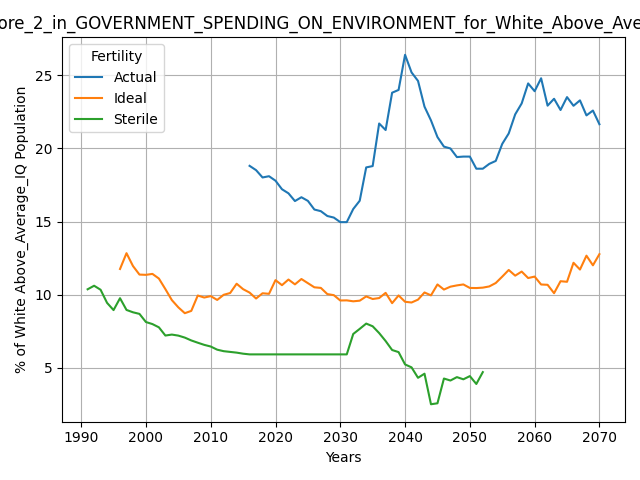 ore_2_in_GOVERNMENT_SPENDING_ON_ENVIRONMENT_for_White_Above_Ave
Fertility
Actual
Ideal
Sterile
% of White Above_Average_IQ Population
25
20
15
10
5
1990 2000 2010 2020 2030 2040 2050 2060 2070
Years